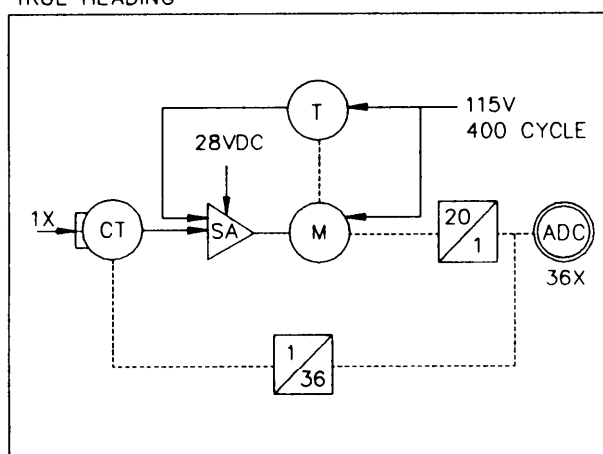 TRUE HEADING
T
115V
400 CYCLE
28VDC
1X
CT
SA
M
20
1
ADC
36X
1
36